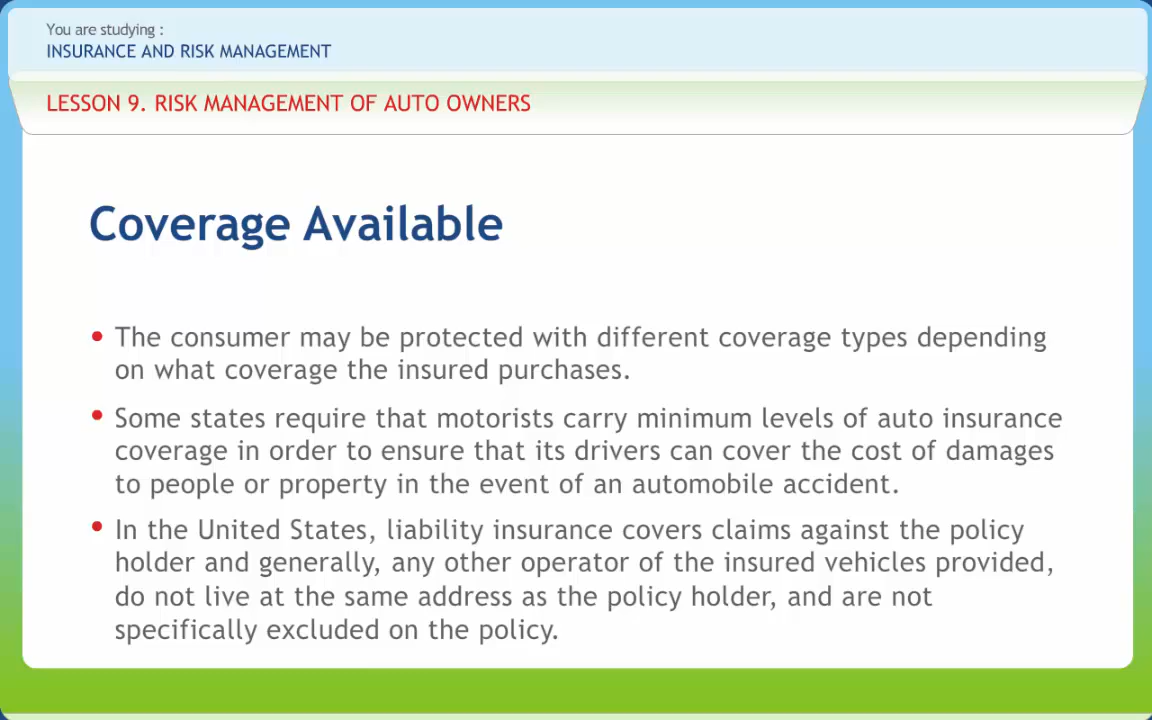 You are studying :
INSURANCE AND RISK MANAGEMENT
LESSON 9. RISK MANAGEMENT OF AUTO OWNERS
Coverage Available
• The consumer may be protected with different coverage types depending
on what coverage the insured purchases.
• Some states require that motorists carry minimum levels of auto insurance
coverage in order to ensure that its drivers can cover the cost of damages
to people or property in the event of an automobile accident.
• In the United States, liability insurance covers claims against the policy
holder and generally, any other operator of the insured vehicles provided,
do not live at the same address as the policy holder, and are not
specifically excluded on the policy.